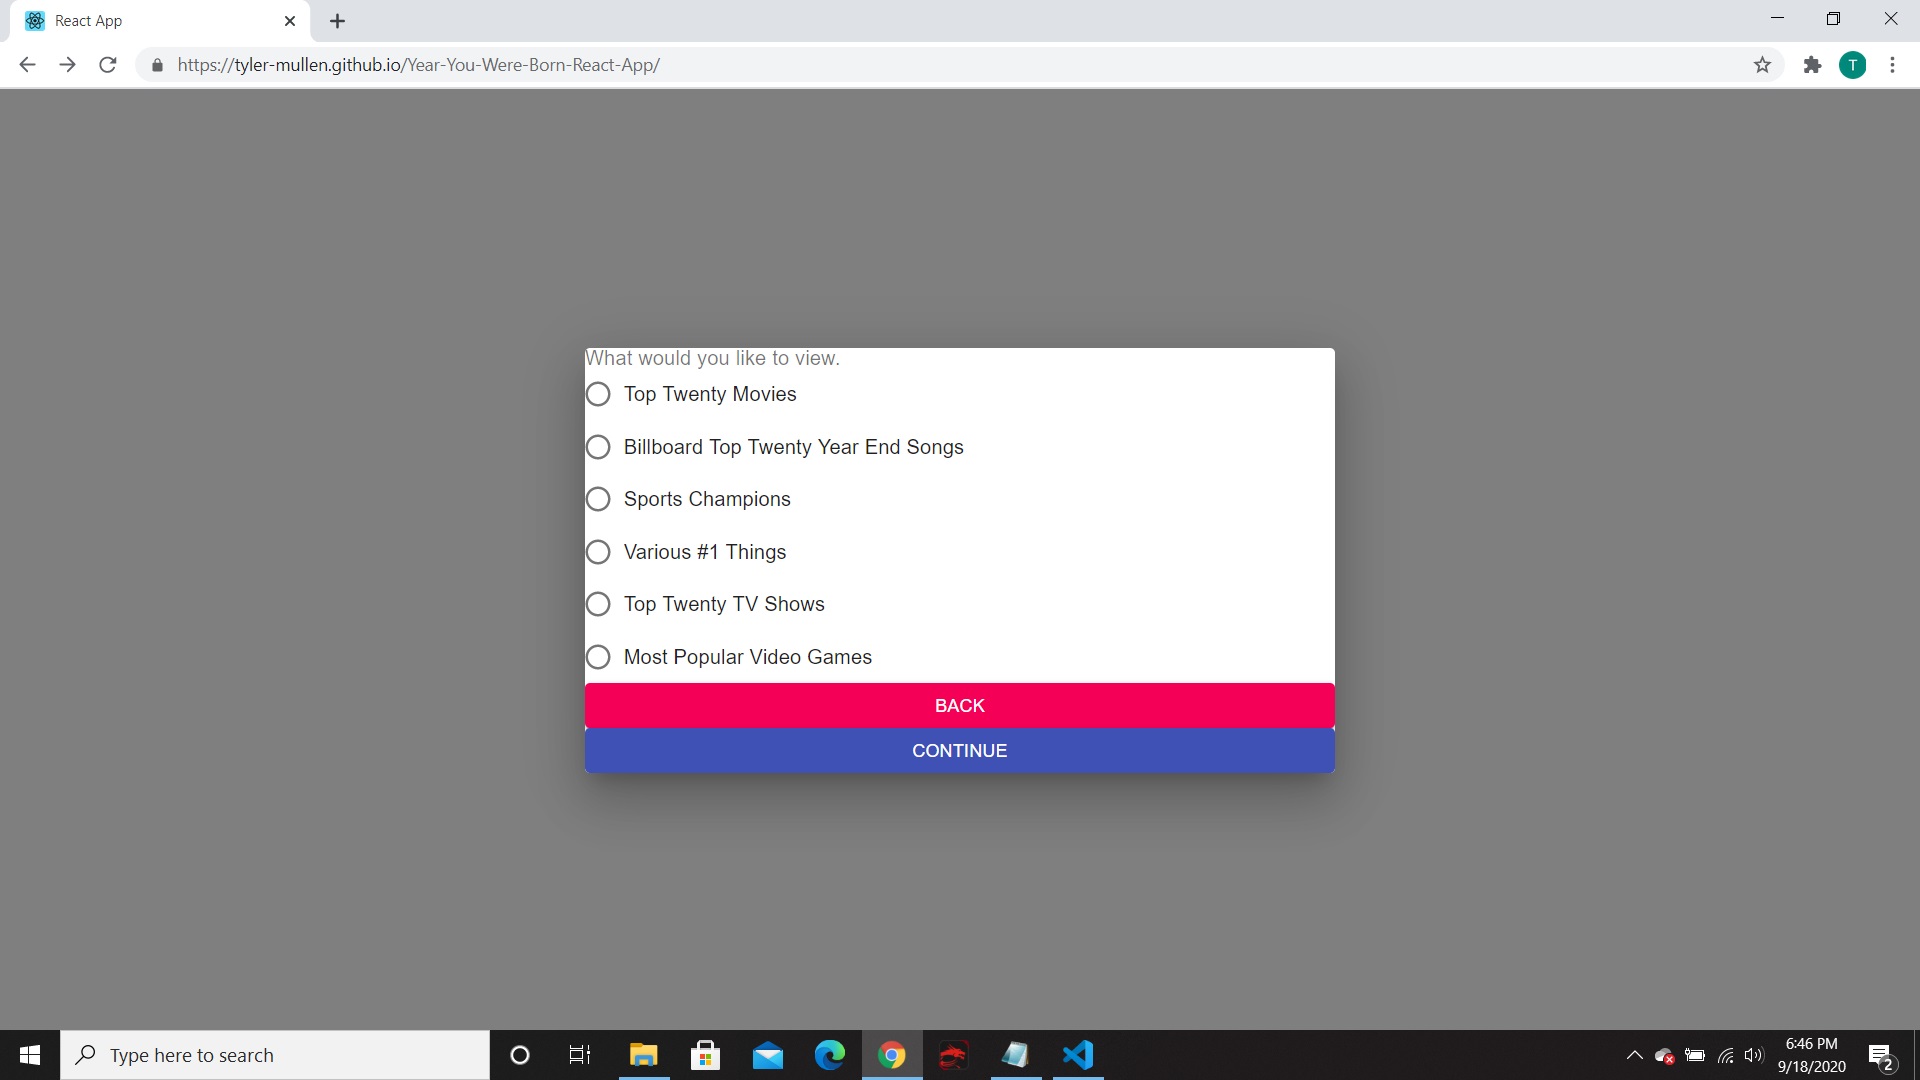 React App
https://tyler-mullen.github.io/Year-You-Were-Born-React-App/
T
What would you like to view.
Top Twenty Movies
Billboard Top Twenty Year End Songs
Sports Champions
Various #1 Things
Top Twenty TV Shows
Most Popular Video Games
BACK
CONTINUE
Type here to search
6:46 PM
9/18/2020
2